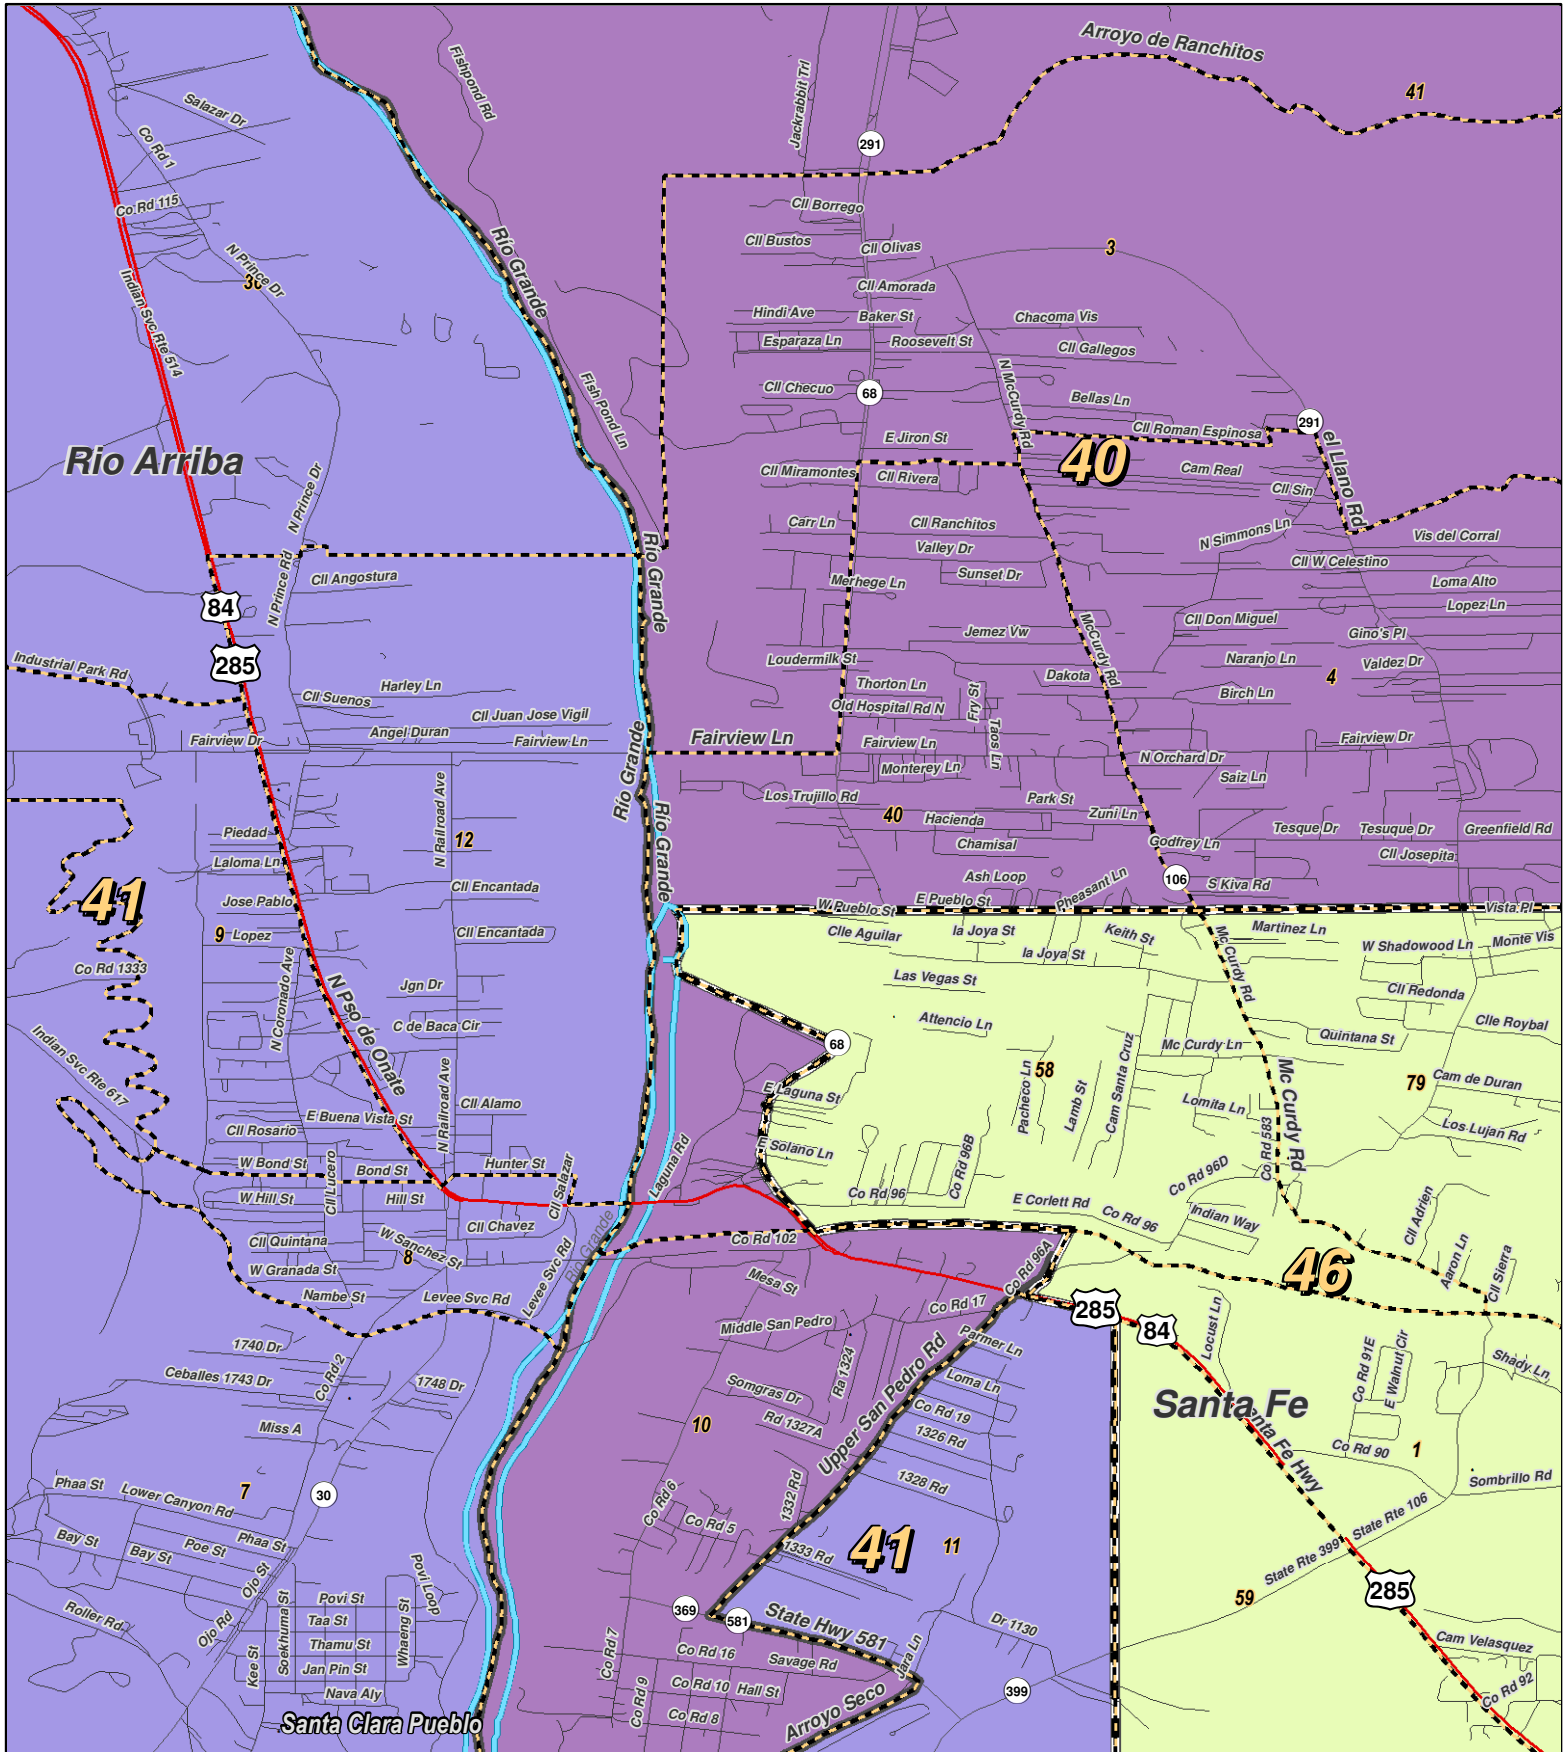 Arroyo de Ranchitos
41
Fishpond Rd
Jackrabbit Trl
Salazar Dr
Co Rd 1
291
Co Rd 115
Cll Borrego
Cll Bustos
Cll Olivas
3
N Prince Dr
36
Rio Grande
Cll Amorada
Indian Svc Rte 514
Hindi Ave
Baker St
Chacoma Vis
Esparaza Ln
Roosevelt St
Cll Gallegos
Cll Checuo
68
N McCurdy Rd
Bellas Ln
Fish Pond Ln
291
Cll Roman Espinosa
E Jiron St
el Llano Rd
Rio Arriba
40
Cll Miramontes
Cll Rivera
Cam Real
Cll Sin
N Prince Dr
Carr Ln
Cll Ranchitos
N Simmons Ln
Vis del Corral
Valley Dr
Rio Grande
Cll W Celestino
N Prince Rd
Cll Angostura
Merhege Ln
Sunset Dr
Loma Alto
84
Lopez Ln
Cll Don Miguel
Jemez Vw
McCurdy Rd
Gino's Pl
285
Industrial Park Rd
Loudermilk St
Naranjo Ln
Valdez Dr
Dakota
4
Harley Ln
Thorton Ln
Birch Ln
Cll Suenos
Old Hospital Rd N
Fry St
Cll Juan Jose Vigil
Taos Ln
Angel Duran
Fairview Dr
Fairview Ln
Fairview Ln
Fairview Ln
Fairview Dr
N Orchard Dr
Monterey Ln
Saiz Ln
Rio Grande
N Railroad Ave
Los Trujillo Rd
Park St
Rio Grande
40
Hacienda
Zuni Ln
Piedad
12
Tesque Dr
Tesuque Dr
Greenfield Rd
Chamisal
Godfrey Ln
Laloma Ln
Cll Josepita
Ash Loop
Pheasant Ln
106
S Kiva Rd
41
Cll Encantada
Jose Pablo
W Pueblo St
E Pueblo St
Vista Pl
9
Lopez
Cll Encantada
Clle Aguilar
la Joya St
Keith St
Martinez Ln
Mc Curdy Rd
W Shadowood Ln
Monte Vis
la Joya St
Co Rd 1333
N Coronado Ave
Las Vegas St
N Pso de Onate
Jgn Dr
Cll Redonda
C de Baca Cir
Attencio Ln
Clle Roybal
Quintana St
68
Mc Curdy Ln
Indian Svc Rte 617
Pacheco Ln
58
Cam Santa Cruz
Mc Curdy Rd
79
Cam de Duran
N Railroad Ave
E Laguna St
Lamb St
Lomita Ln
Cll Alamo
E Buena Vista St
Los Lujan Rd
Cll Rosario
Co Rd 583
Laguna Rd
E Solano Ln
Co Rd 96B
W Bond St
Cll Lucero
Bond St
Hunter St
Cll Salazar
Co Rd 96D
W Hill St
Hill St
Co Rd 96
E Corlett Rd
Co Rd 96
Indian Way
Cll Adrien
Cll Chavez
Rio Grande
Co Rd 102
Cll Quintana
W Sanchez St
8
Levee Svc Rd
Co Rd 96A
Aaron Ln
Cll Sierra
46
W Granada St
Mesa St
Nambe St
Levee Svc Rd
Co Rd 17
285
84
Locust Ln
Middle San Pedro
Parmer Ln
1740 Dr
Co Rd 2
Ra 1324
Upper San Pedro Rd
Co Rd 91E
E Walnut Cir
Shady Ln
Ceballes 1743 Dr
1748 Dr
Somgras Dr
Loma Ln
Santa Fe
Miss A
10
Rd 1327A
Co Rd 19
1326 Rd
Santa Fe Hwy
Co Rd 90
1
7
Phaa St
Lower Canyon Rd
30
Co Rd 6
1332 Rd
1328 Rd
Sombrillo Rd
Co Rd 5
State Rte 106
Bay St
Bay St
Poe St
Phaa St
1333 Rd
41
11
State Rte 399
Ojo St
Povi Loop
285
Povi St
59
Roller Rd
Ojo Rd
Soekhuma St
Taa St
Whaeng St
369
581
State Hwy 581
Dr 1130
Thamu St
Kee St
Jan Pin St
Co Rd 7
Co Rd 16
Savage Rd
Jara Ln
Cam Velasquez
Nava Aly
Co Rd 9
Co Rd 10
Hall St
399
Co Rd 92
Santa Clara Pueblo
Co Rd 8
Arroyo Seco